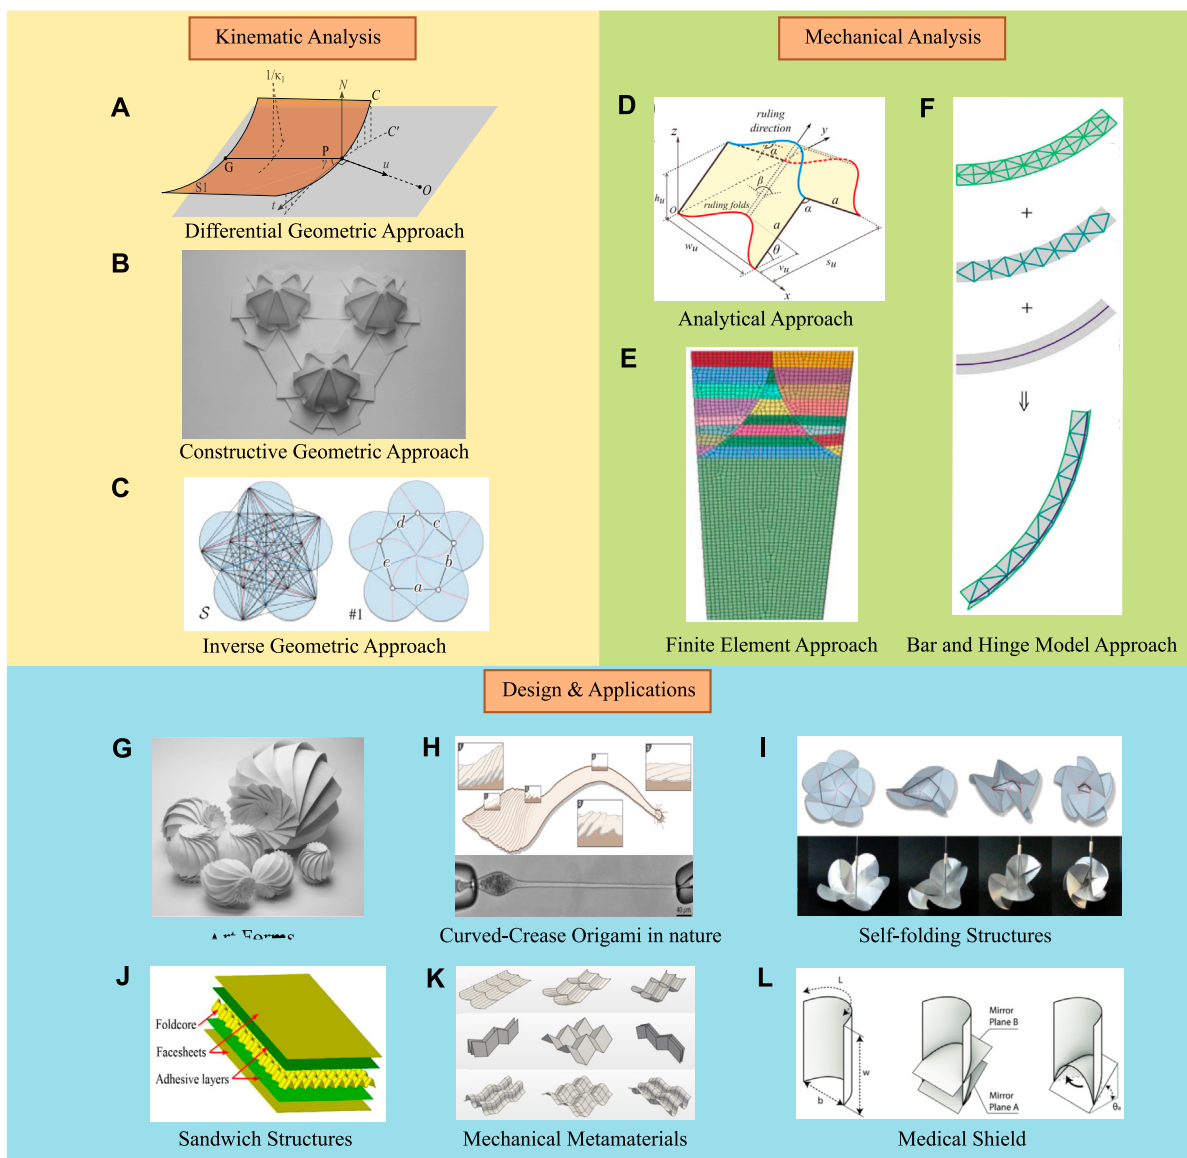 Kinematic Analysis
Mechanical Analysis
A
1/κ₁
N
C
C'
P
G
γ
u
O
S1
t
Differential Geometric Approach
B
Constructive Geometric Approach
C
d
c
e
b
a
S
#1
Inverse Geometric Approach
D
ruling
direction
z
y
α
β
hᵤ
O
ruling folds
α
a
a
wᵤ
θ
vᵤ
sᵤ
x
Analytical Approach
E
Finite Element Approach
F
+
+
⇓
Bar and Hinge Model Approach
Design & Applications
G
H
40 μm
Curved-Crease Origami in nature
I
Self-folding Structures
J
Foldcore
Facesheets
Adhesive layers
Sandwich Structures
K
Mechanical Metamaterials
L
L
w
b
Mirror
Plane B
Mirror
Plane A
θₐ
Medical Shield